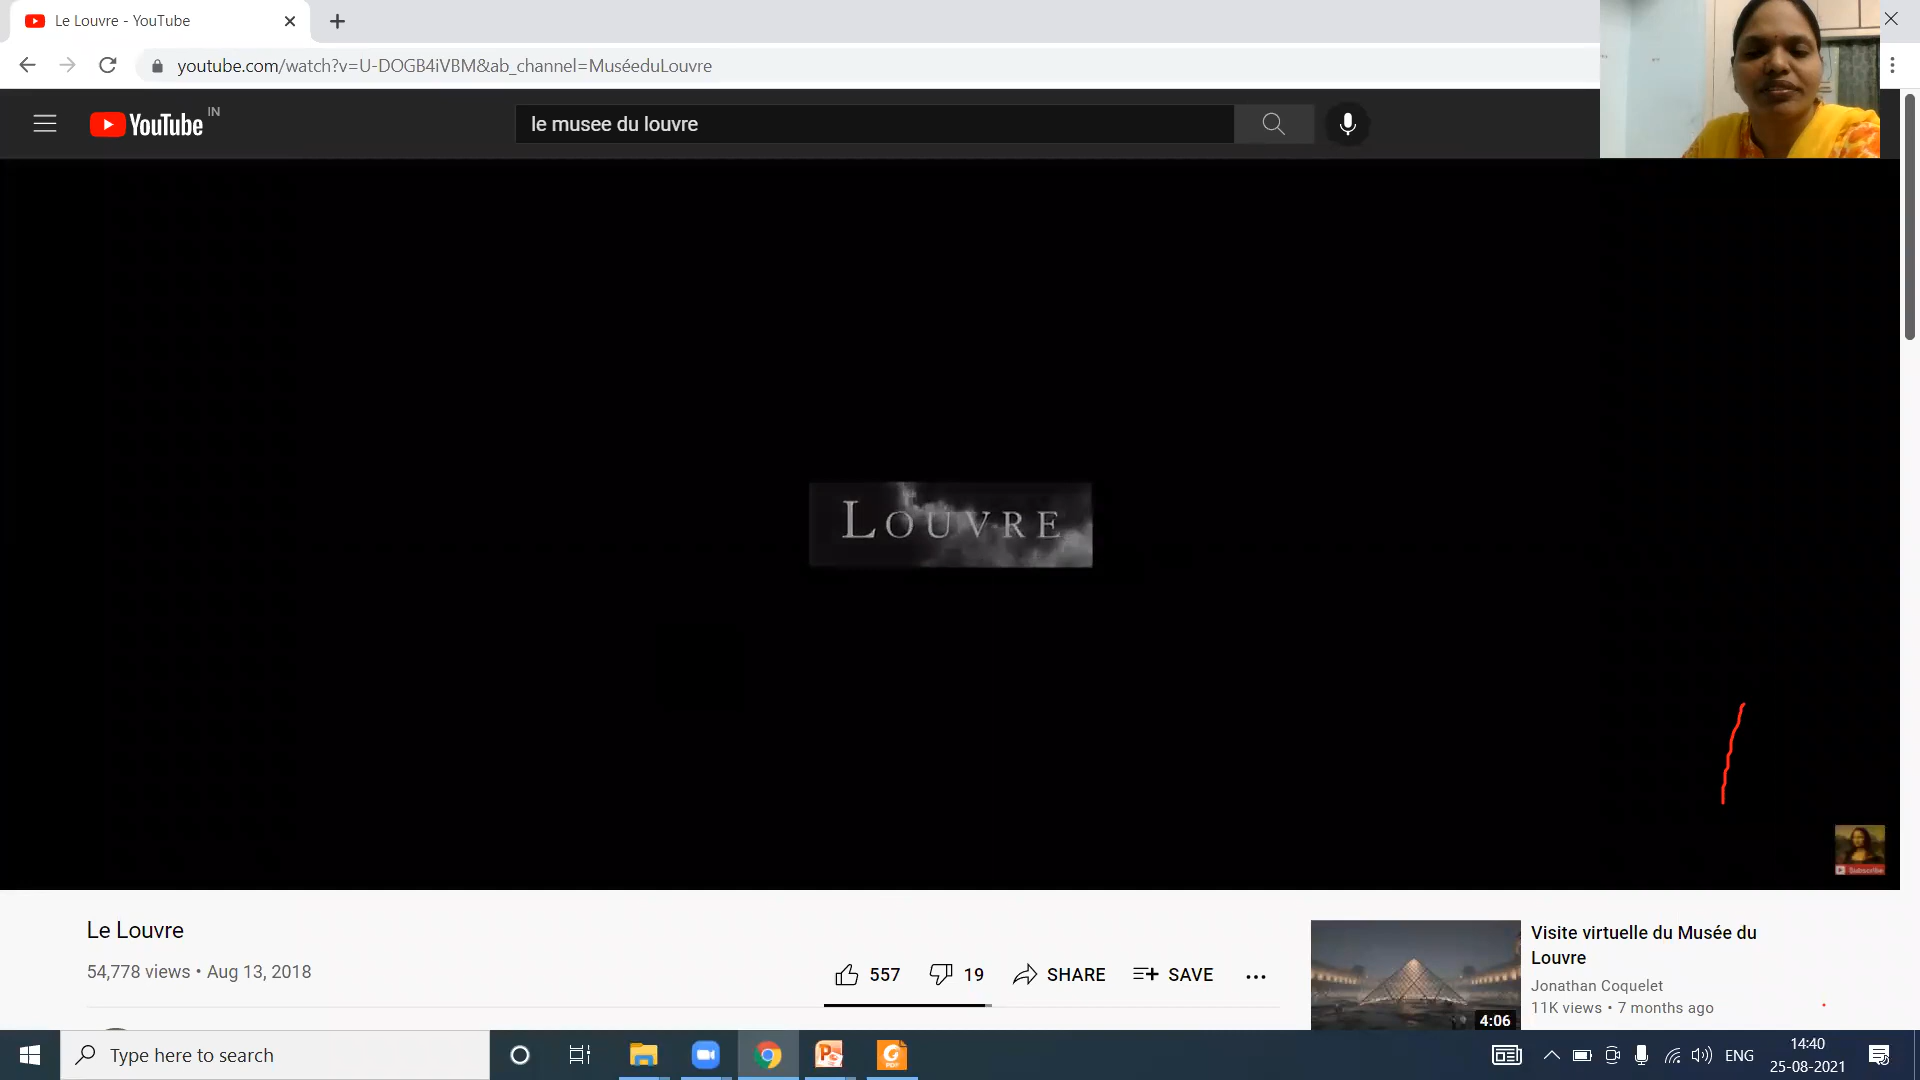 Le Louvre - YouTube
youtube.com/watch?v=U-DOGB4iVBM&ab_channel=MuséeduLouvre
YouTube IN
le musee du louvre
LOUVRE
Subscribe
Le Louvre
54,778 views • Aug 13, 2018
557 19 SHARE SAVE
Visite virtuelle du Musée du
Louvre
Jonathan Coquelet
11K views • 7 months ago
4:06
Type here to search
ENG
14:40
25-08-2021